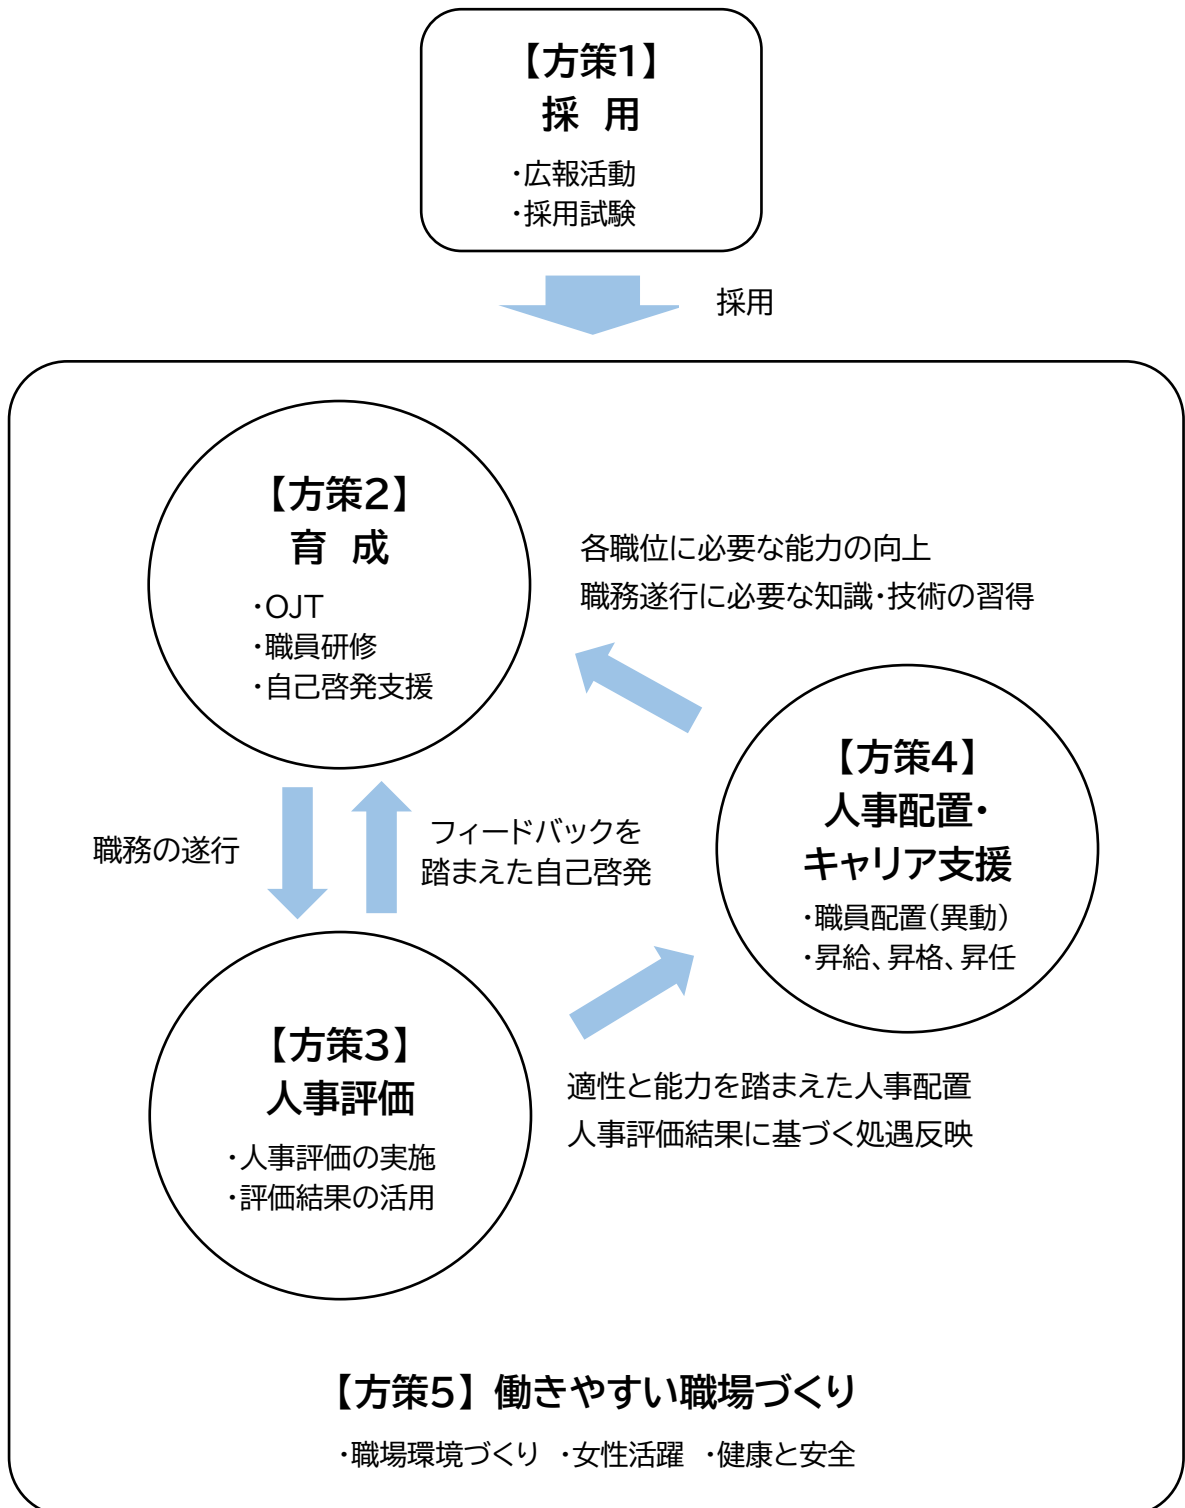 【方策1】
採　用
・広報活動
・採用試験
採用
【方策2】
育　成
・OJT
・職員研修
・自己啓発支援
各職位に必要な能力の向上
職務遂行に必要な知識・技術の習得
【方策4】
人事配置・
キャリア支援
・職員配置（異動）
・昇給、昇格、昇任
職務の遂行
フィードバックを
踏まえた自己啓発
【方策3】
人事評価
・人事評価の実施
・評価結果の活用
適性と能力を踏まえた人事配置
人事評価結果に基づく処遇反映
【方策5】働きやすい職場づくり
・職場環境づくり　・女性活躍　・健康と安全